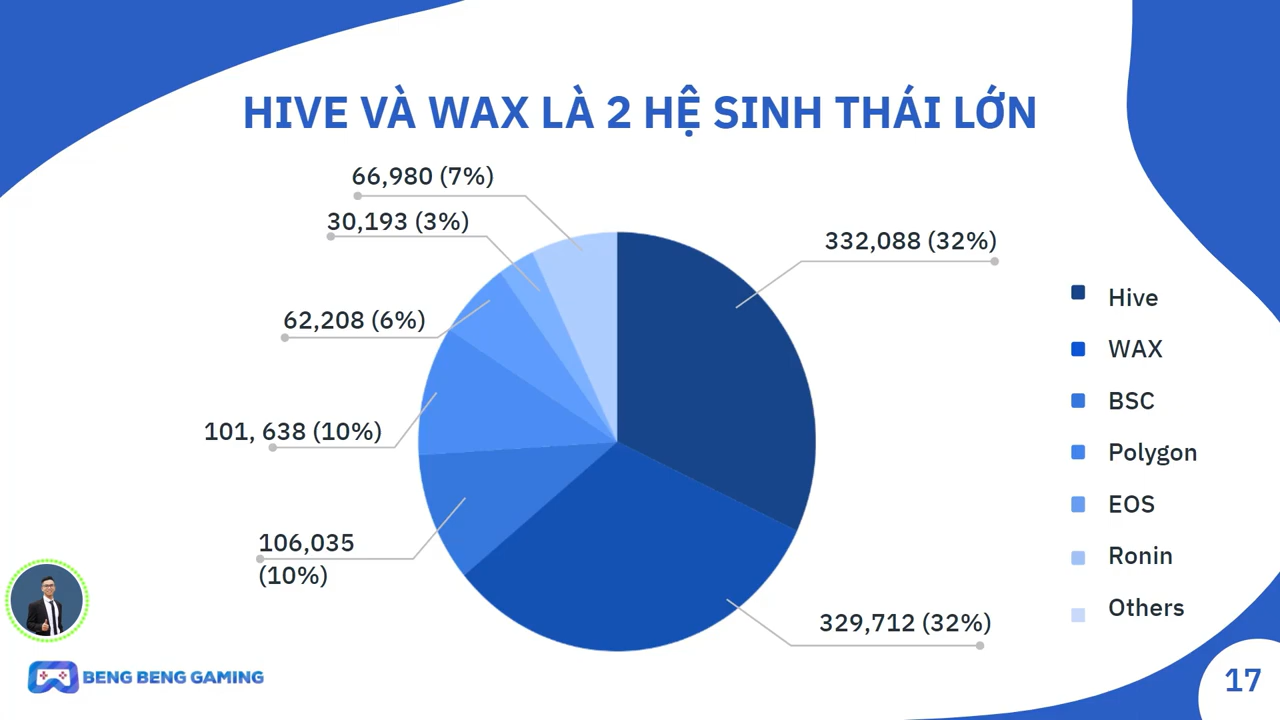 HIVE VÀ WAX LÀ 2 HỆ SINH THÁI LỚN
66,980 (7%)
30,193 (3%)
332,088 (32%)
62,208 (6%)
101, 638 (10%)
106,035
(10%)
329,712 (32%)
Hive
WAX
BSC
Polygon
EOS
Ronin
Others
BENG BENG GAMING
17